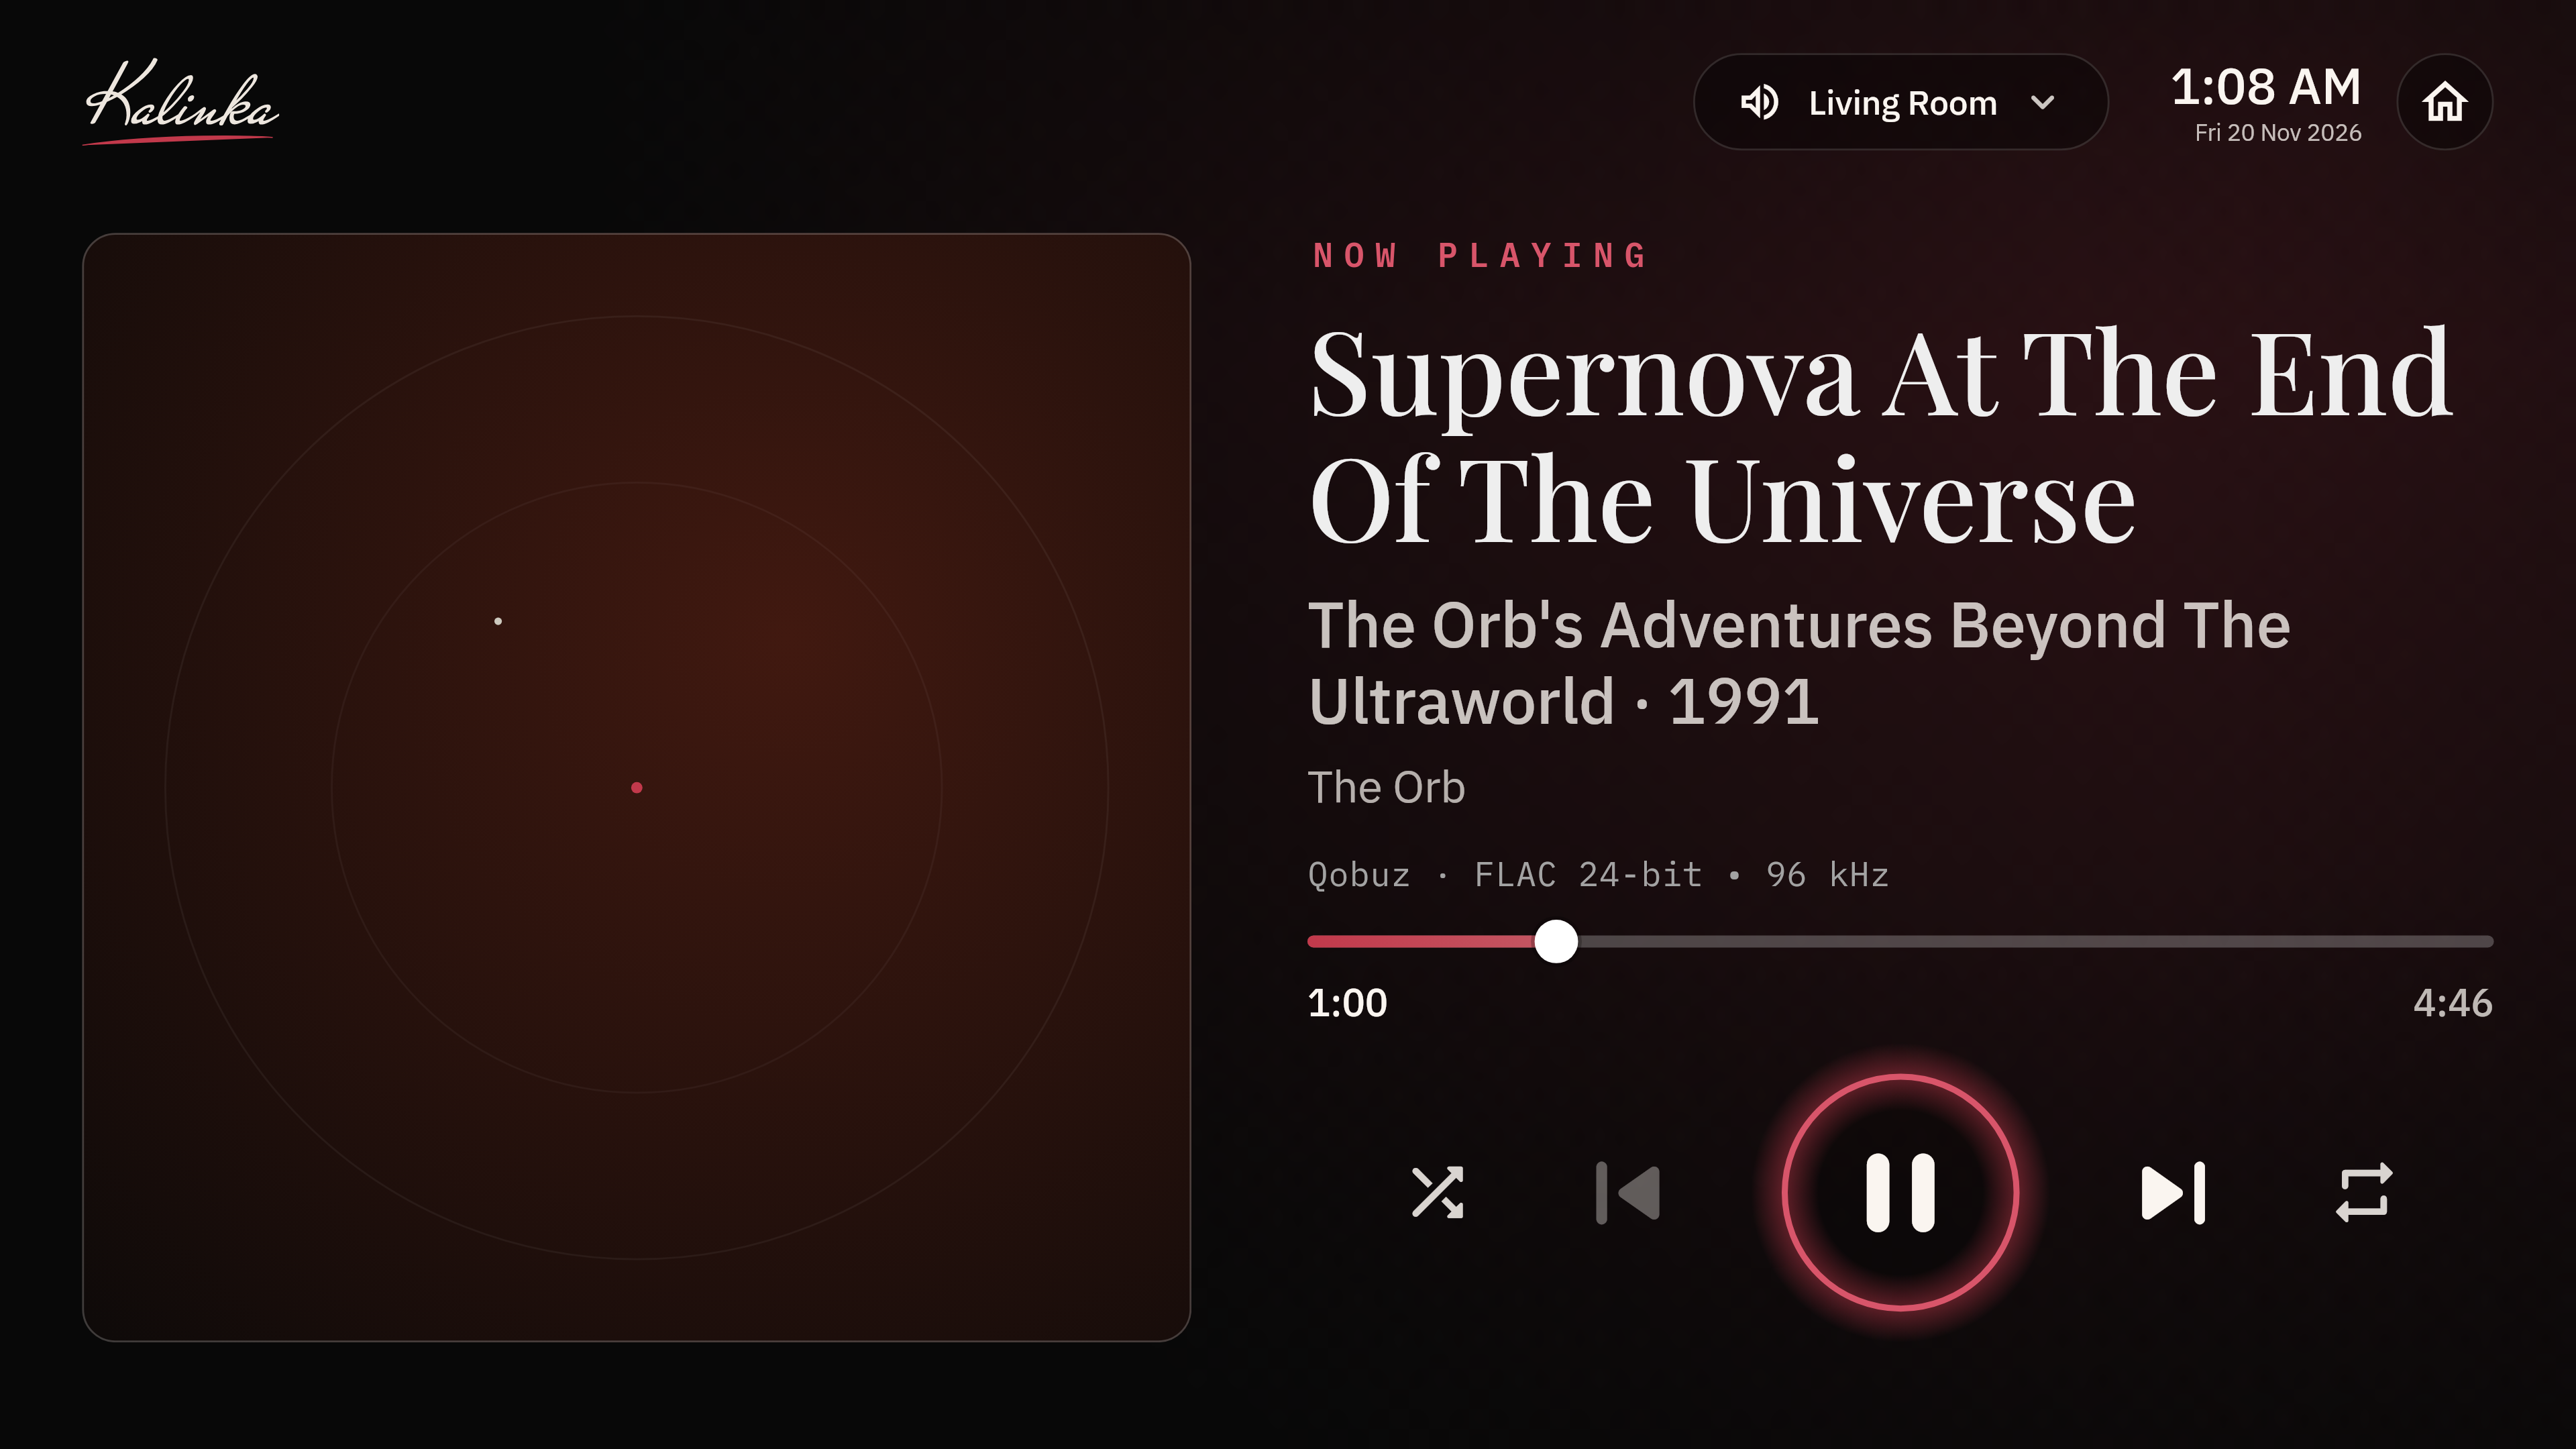 Kalinka
Living Room
1:08 AM
Fri 20 Nov 2026
NOW PLAYING
Supernova At The End
Of The Universe
The Orb's Adventures Beyond The
Ultraworld · 1991
The Orb
Qobuz · FLAC 24-bit • 96 kHz
1:00
4:46